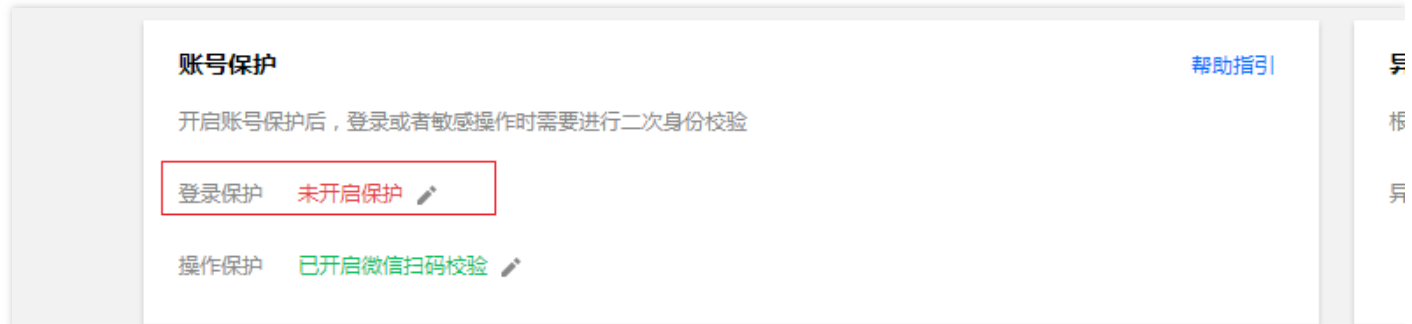 账号保护
帮助指引
开启账号保护后，登录或者敏感操作时需要进行二次身份校验
根
登录保护 未开启保护
操作保护 已开启微信扫码校验